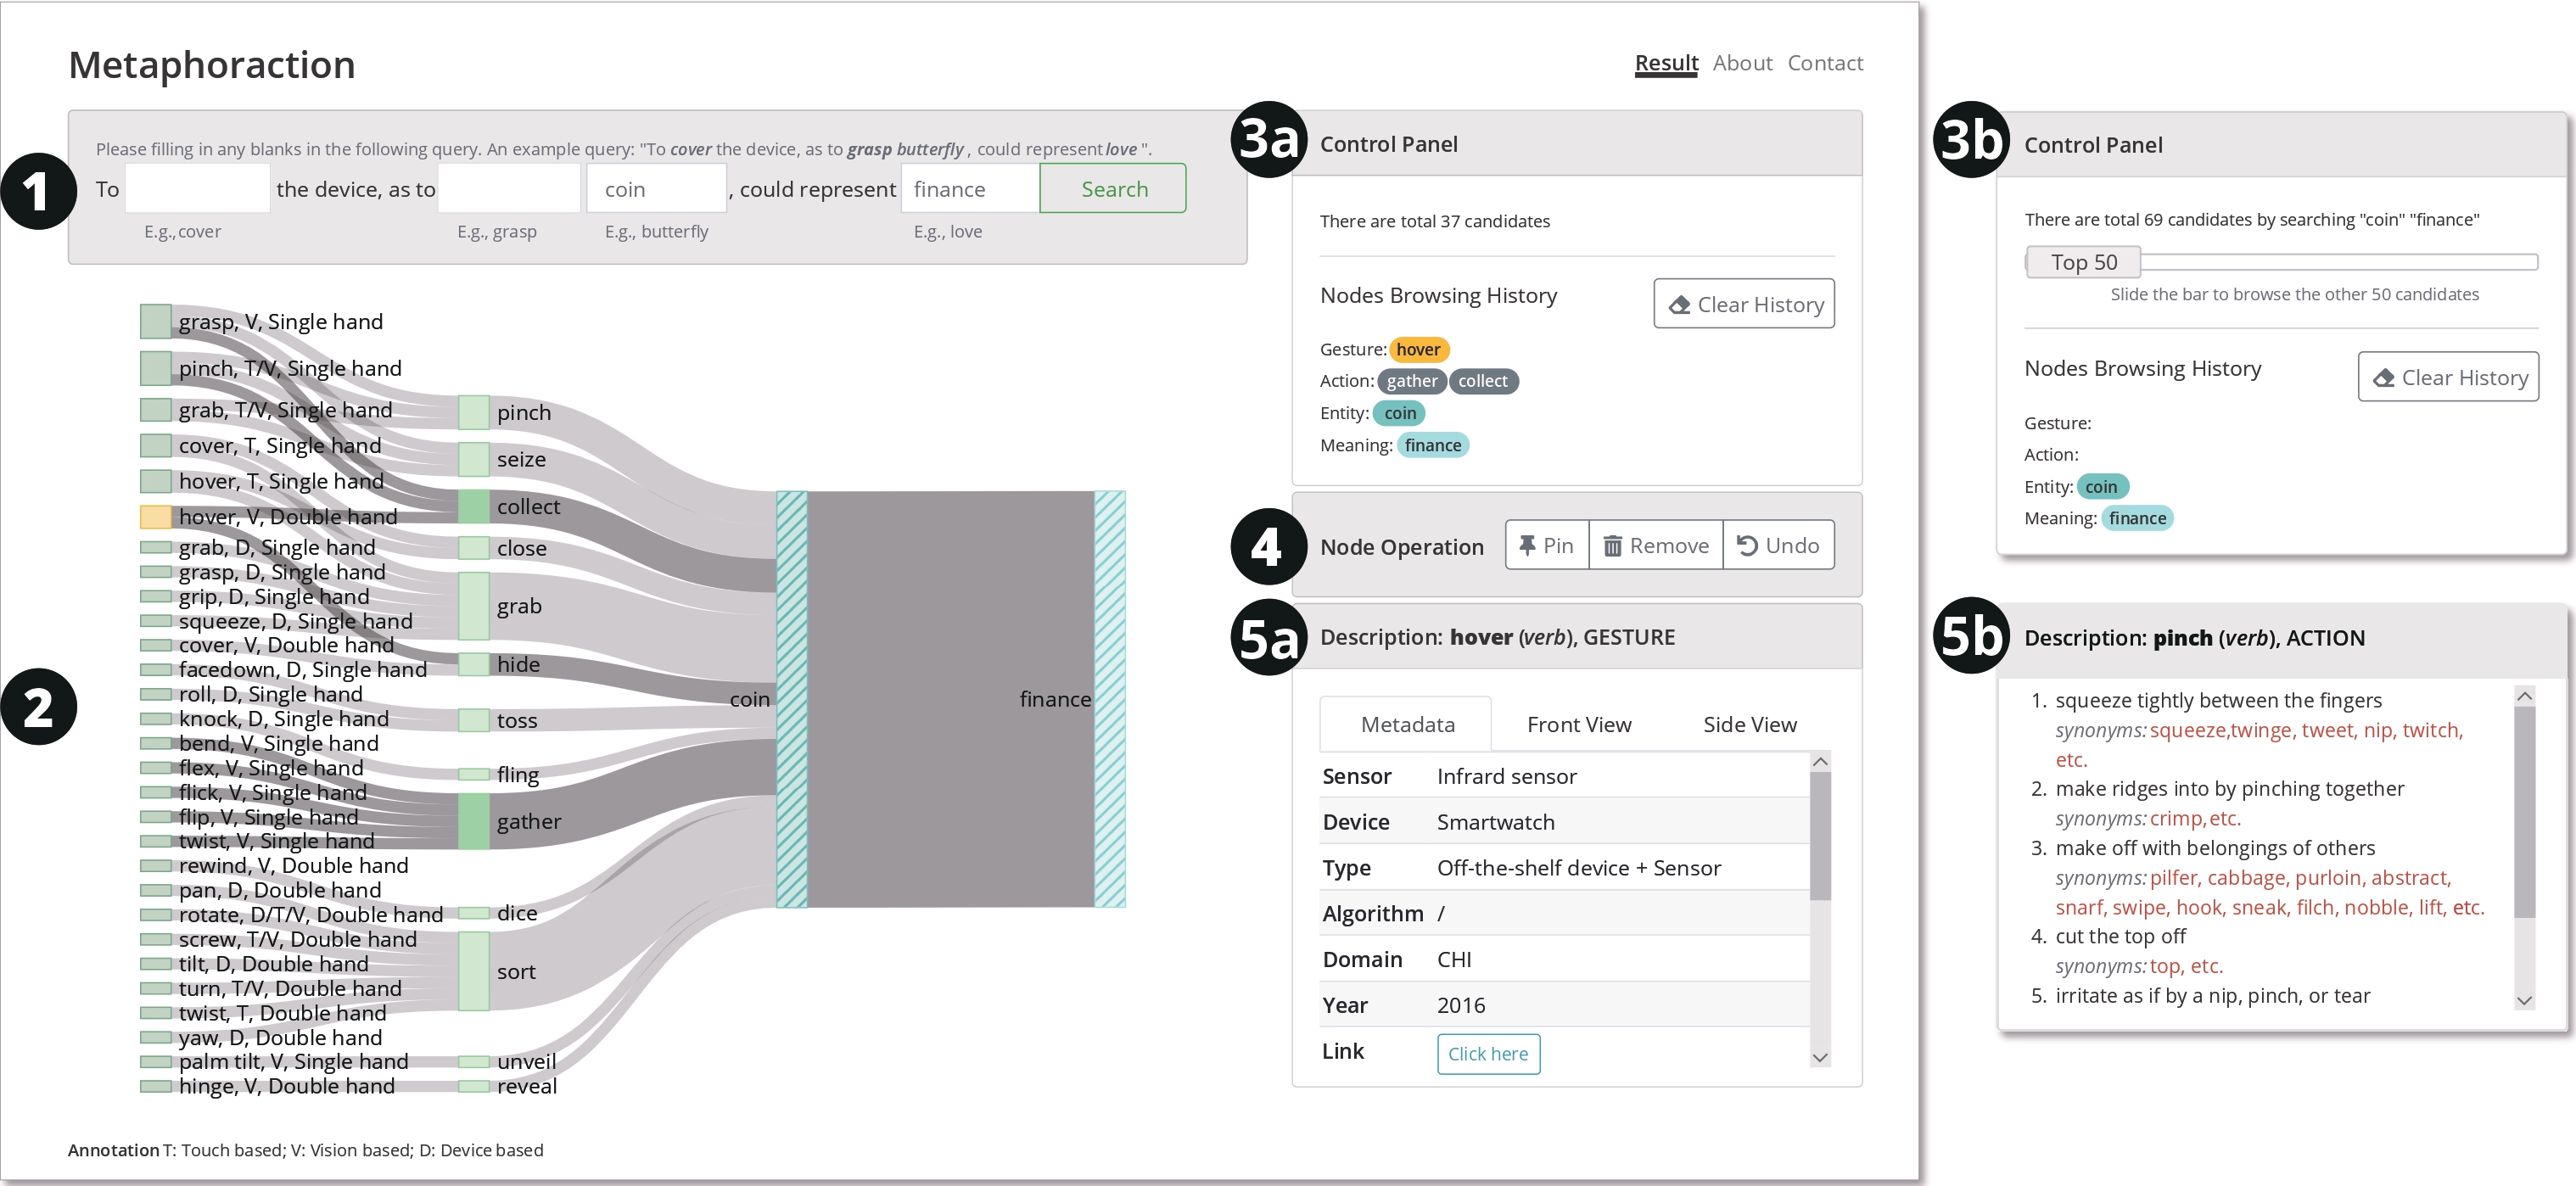 Metaphoraction
Result About Contact
1
Please filling in any blanks in the following query. An example query: "To cover the device, as to grasp butterfly , could represent love ".
To the device, as to coin , could represent finance Search
E.g., cover E.g., grasp E.g., butterfly E.g., love
2
grasp, V, Single hand
pinch, T/V, Single hand
grab, T/V, Single hand
cover, T, Single hand
hover, T, Single hand
hover, V, Double hand
grab, D, Single hand
grasp, D, Single hand
grip, D, Single hand
squeeze, D, Single hand
cover, V, Double hand
facedown, D, Single hand
roll, D, Single hand
knock, D, Single hand
bend, V, Single hand
flex, V, Single hand
flick, V, Single hand
flip, V, Single hand
twist, V, Single hand
rewind, V, Double hand
pan, D, Double hand
rotate, D/T/V, Double hand
screw, T/V, Double hand
tilt, D, Double hand
turn, T/V, Double hand
twist, T, Double hand
yaw, D, Double hand
palm tilt, V, Single hand
hinge, V, Double hand
pinch
seize
collect
close
grab
hide
toss
fling
gather
dice
sort
unveil
reveal
coin
finance
Annotation T: Touch based; V: Vision based; D: Device based
3a
Control Panel
There are total 37 candidates
Nodes Browsing History Clear History
Gesture: hover
Action: gather collect
Entity: coin
Meaning: finance
4
Node Operation Pin Remove Undo
5a
Description: hover (verb), GESTURE
Metadata Front View Side View
Sensor Infrard sensor
Device Smartwatch
Type Off-the-shelf device + Sensor
Algorithm /
Domain CHI
Year 2016
Link Click here
3b
Control Panel
There are total 69 candidates by searching "coin" "finance"
Top 50
Slide the bar to browse the other 50 candidates
Nodes Browsing History Clear History
Gesture:
Action:
Entity: coin
Meaning: finance
5b
Description: pinch (verb), ACTION
1. squeeze tightly between the fingers
synonyms: squeeze,twinge, tweet, nip, twitch,
etc.
2. make ridges into by pinching together
synonyms: crimp,etc.
3. make off with belongings of others
synonyms: pilfer, cabbage, purloin, abstract,
snarf, swipe, hook, sneak, filch, nobble, lift, etc.
4. cut the top off
synonyms: top, etc.
5. irritate as if by a nip, pinch, or tear